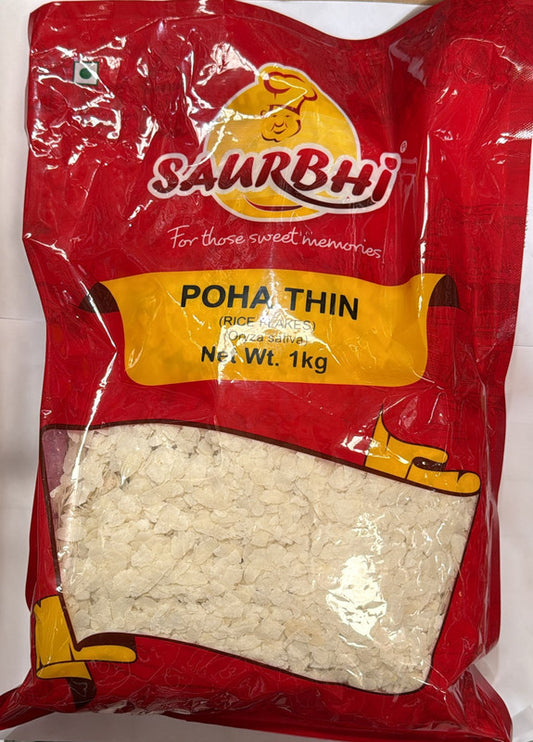 SAURBHi
®
For those sweet memories
POHA THIN
(RICE FLAKES)
(Oryza sativa)
Net Wt. 1kg